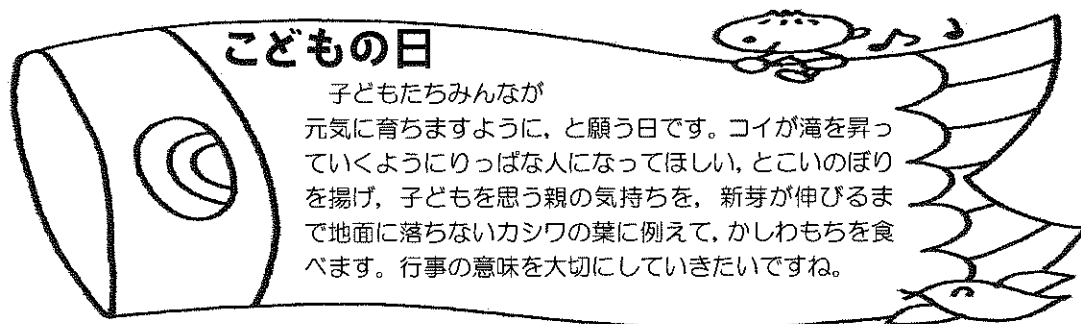 こどもの日
子どもたちみんなが
元気に育ちますように，と願う日です。コイが滝を昇っ
ていくようにりっぱな人になってほしい，とこいのぼり
を揚げ，子どもを思う親の気持ちを，新芽が伸びるま
で地面に落ちないカシワの葉に例えて，かしわもちを食
べます。行事の意味を大切にしていきたいですね。